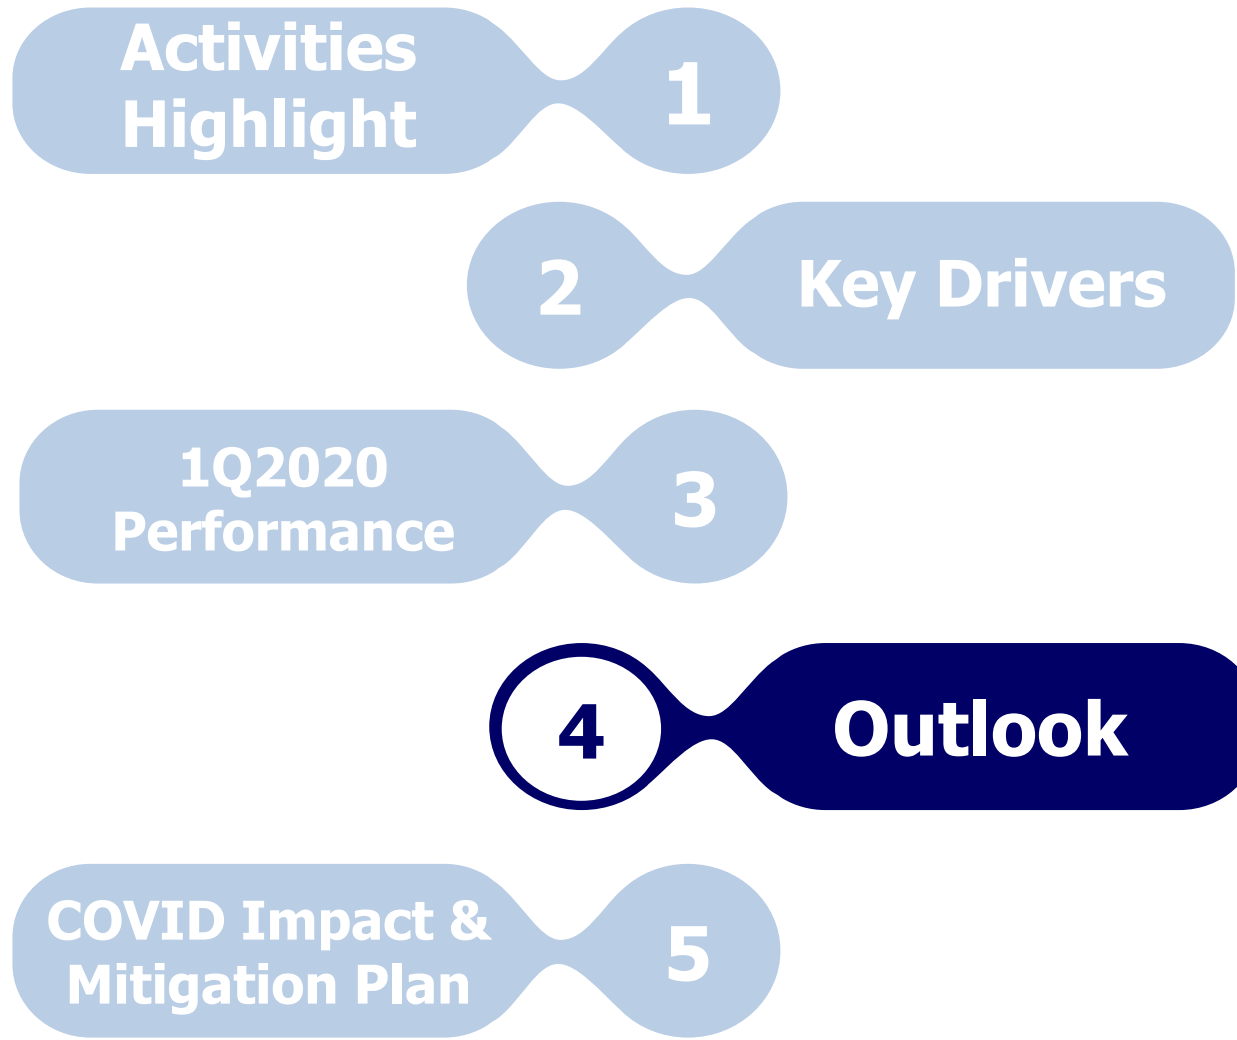 Activities
Highlight
1
2
Key Drivers
1Q2020
Performance
3
4
Outlook
COVID Impact &
Mitigation Plan
5